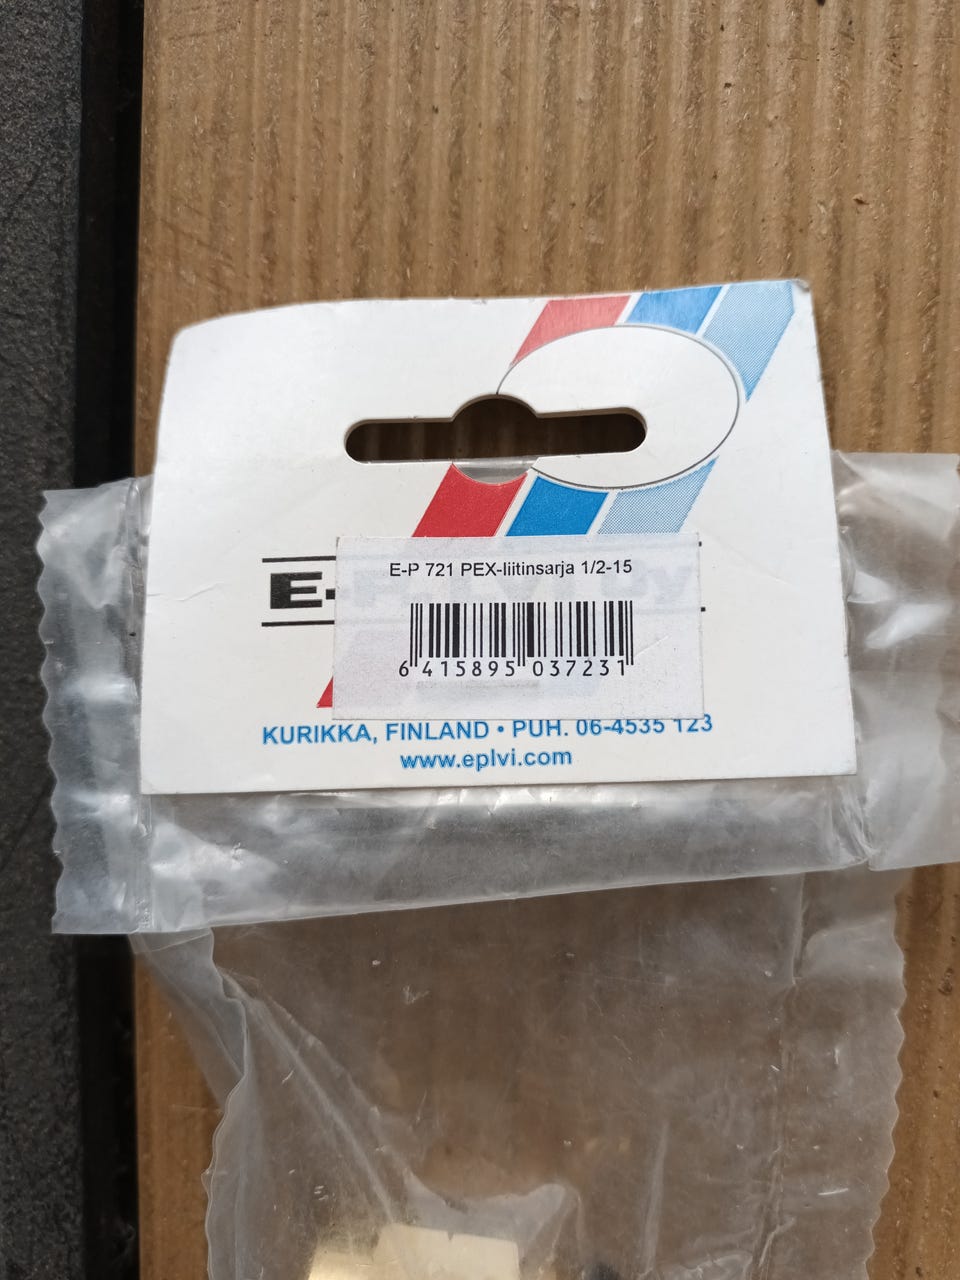 E-
E-P 721 PEX-liitinsarja 1/2-15
6 415895 037231
KURIKKA, FINLAND • PUH. 06-4535 123
www.eplvi.com